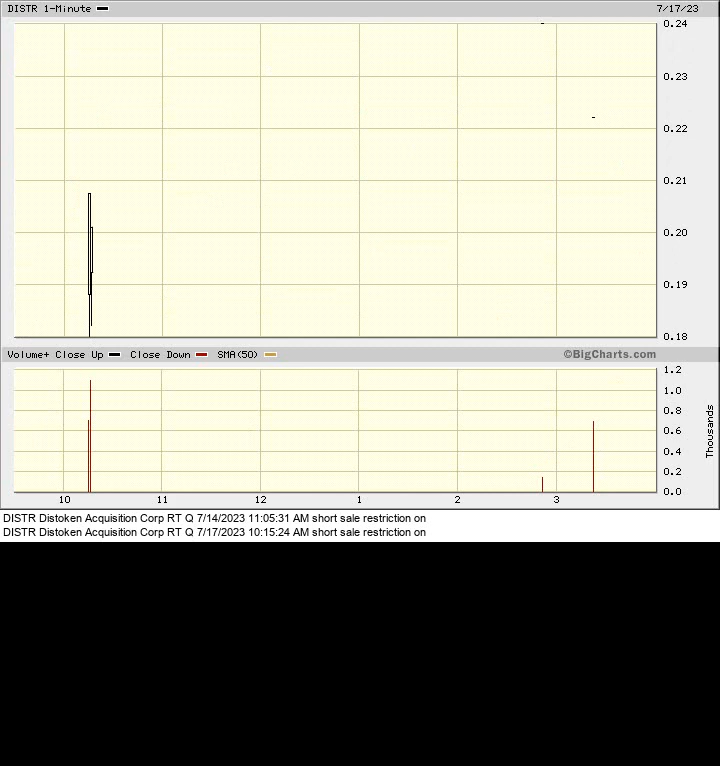 DISTR 1-Minute 7/17/23
0.24
0.23
0.22
0.21
0.20
0.19
0.18
Volume+ Close Up Close Down SMA(50) ©BigCharts.com
1.2
1.0
0.8
0.6
0.4
0.2
0.0
Thousands
10 11 12 1 2 3
DISTR Distoken Acquisition Corp RT Q 7/14/2023 11:05:31 AM short sale restriction on
DISTR Distoken Acquisition Corp RT Q 7/17/2023 10:15:24 AM short sale restriction on